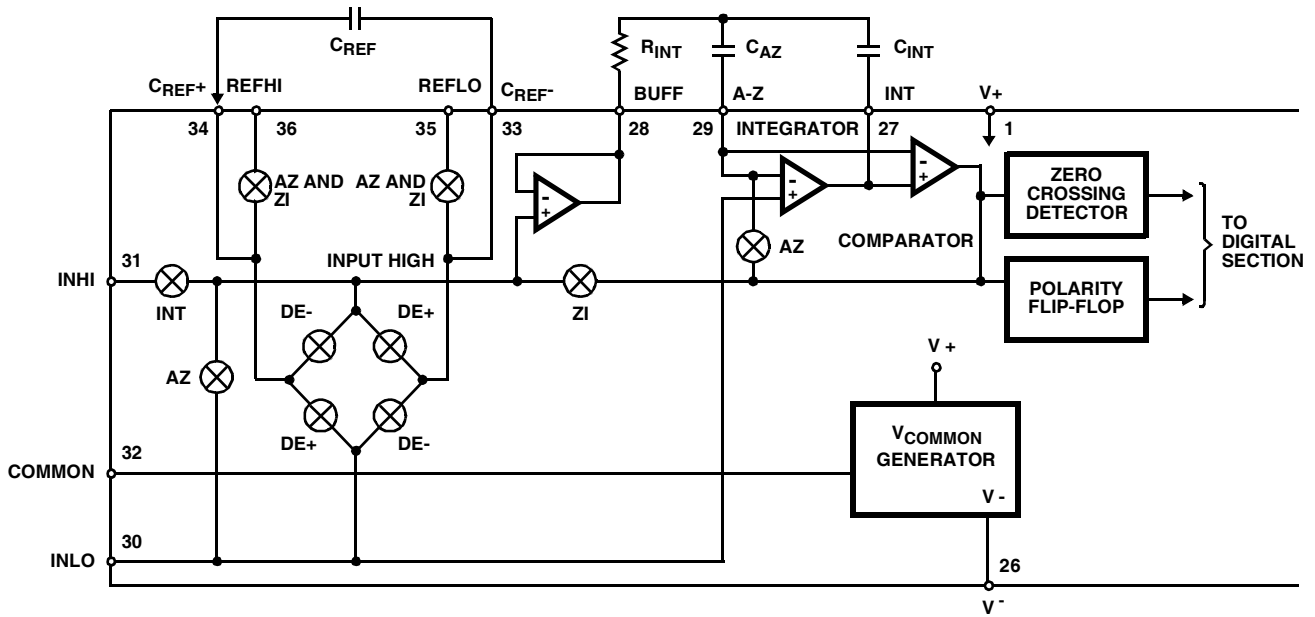 CREF
RINT
CAZ
CINT
CREF+
REFHI
REFLO
CREF-
BUFF
A-Z
INT
V+
34
36
35
33
28
29
INTEGRATOR
27
1
AZ AND
ZI
AZ AND
ZI
-
+
-
+
-
+
ZERO
CROSSING
DETECTOR
TO
DIGITAL
SECTION
AZ
COMPARATOR
31
INHI
INT
INPUT HIGH
ZI
POLARITY
FLIP-FLOP
DE-
DE+
AZ
DE+
DE-
V +
32
COMMON
VCOMMON
GENERATOR
V -
30
INLO
26
V -